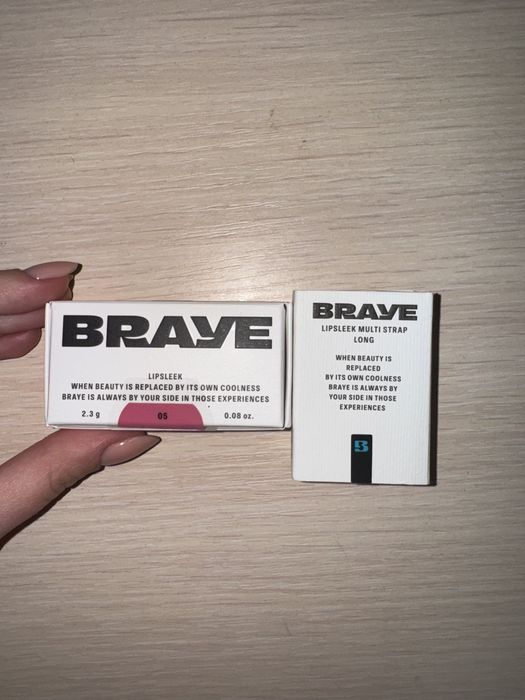 BRAYE
LIPSLEEK
WHEN BEAUTY IS REPLACED BY ITS OWN COOLNESS
BRAYE IS ALWAYS BY YOUR SIDE IN THOSE EXPERIENCES
2.3 g 05 0.08 oz.
BRAYE
LIPSLEEK MULTI STRAP
LONG
WHEN BEAUTY IS
REPLACED
BY ITS OWN COOLNESS
BRAYE IS ALWAYS BY
YOUR SIDE IN THOSE
EXPERIENCES
B